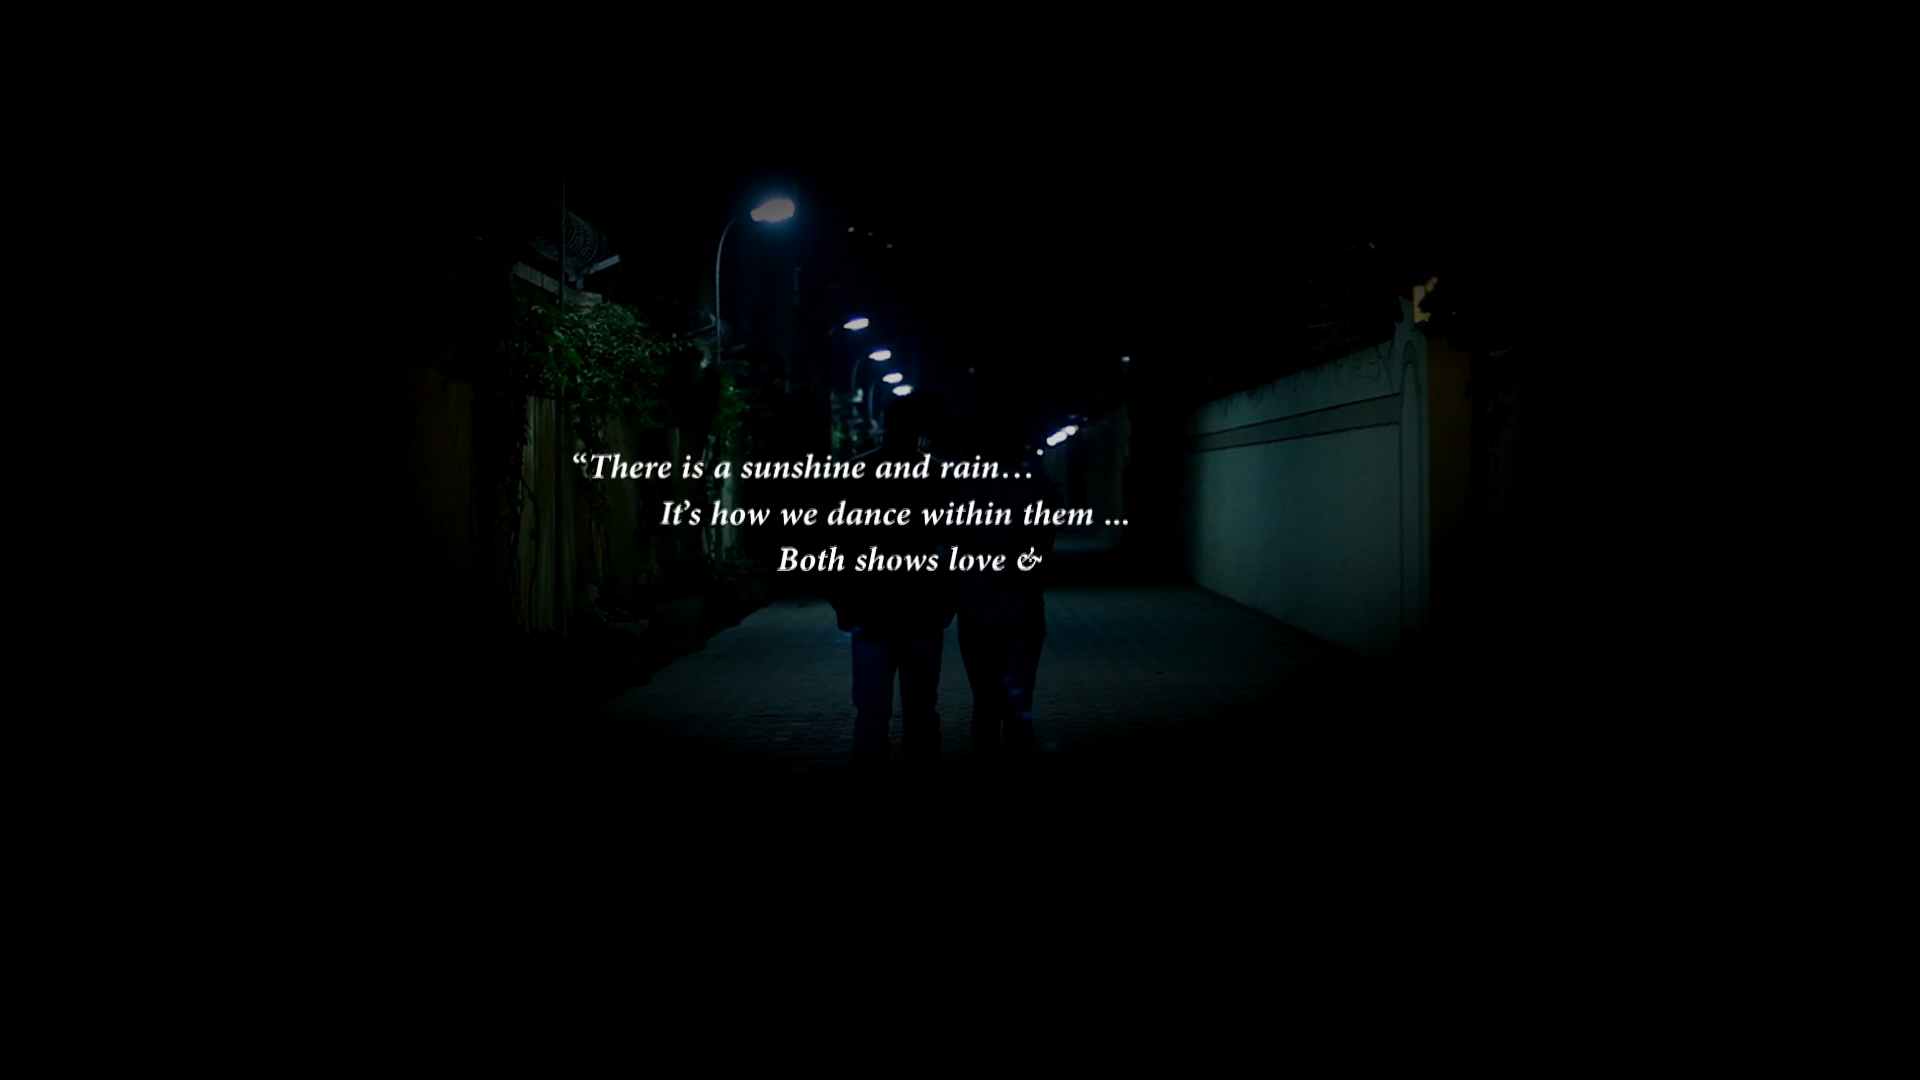 “There is a sunshine and rain...
It’s how we dance within them ...
Both shows love &